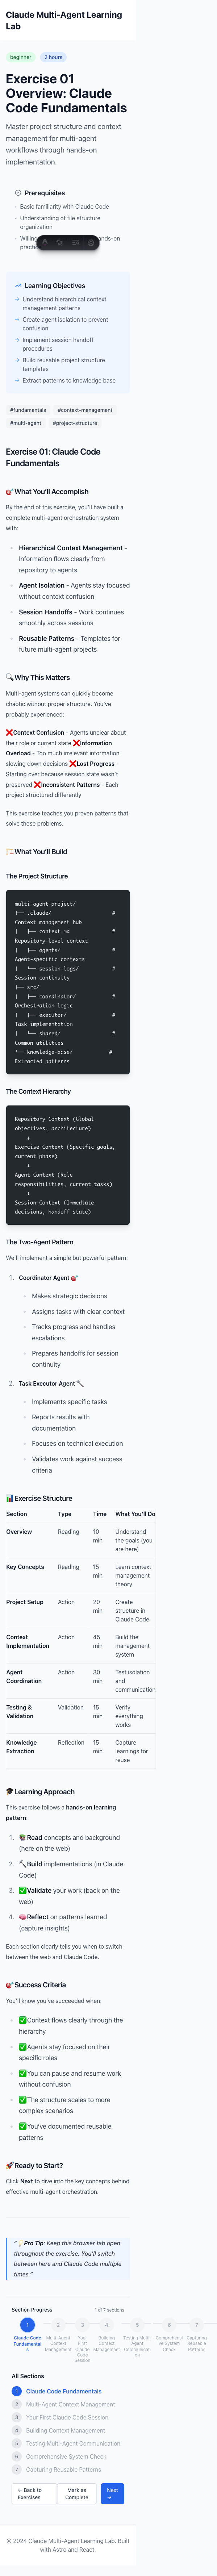 Claude Multi-Agent Learning
Lab
beginner
2 hours
Exercise 01
Overview: Claude
Code Fundamentals
Master project structure and context
management for multi-agent
workflows through hands-on
implementation.
Prerequisites
Basic familiarity with Claude Code
Understanding of file structure
organization
Willing
hands-on
practic
Learning Objectives
→ Understand hierarchical context
management patterns
→ Create agent isolation to prevent
confusion
→ Implement session handoff
procedures
→ Build reusable project structure
templates
→ Extract patterns to knowledge base
#fundamentals
#context-management
#multi-agent
#project-structure
Exercise 01: Claude Code
Fundamentals
🎯 What You'll Accomplish
By the end of this exercise, you'll have built a
complete multi-agent orchestration system
with:
Hierarchical Context Management -
Information flows clearly from
repository to agents
Agent Isolation - Agents stay focused
without context confusion
Session Handoffs - Work continues
smoothly across sessions
Reusable Patterns - Templates for
future multi-agent projects
🔍 Why This Matters
Multi-agent systems can quickly become
chaotic without proper structure. You've
probably experienced:
❌Context Confusion - Agents unclear about
their role or current state ❌Information
Overload - Too much irrelevant information
slowing down decisions ❌Lost Progress -
Starting over because session state wasn't
preserved ❌Inconsistent Patterns - Each
project structured differently
This exercise teaches you proven patterns that
solve these problems.
🏗️ What You'll Build
The Project Structure
multi-agent-project/
├── .claude/ #
Context management hub
│ ├── context.md #
Repository-level context
│ ├── agents/ #
Agent-specific contexts
│ └── session-logs/ #
Session continuity
├── src/
│ ├── coordinator/ #
Orchestration logic
│ ├── executor/ #
Task implementation
│ └── shared/ #
Common utilities
└── knowledge-base/ #
Extracted patterns
The Context Hierarchy
Repository Context (Global
objectives, architecture)
↓
Exercise Context (Specific goals,
current phase)
↓
Agent Context (Role
responsibilities, current tasks)
↓
Session Context (Immediate
decisions, handoff state)
The Two-Agent Pattern
We'll implement a simple but powerful pattern:
1. Coordinator Agent 🎯
Makes strategic decisions
Assigns tasks with clear context
Tracks progress and handles
escalations
Prepares handoffs for session
continuity
2. Task Executor Agent 🔧
Implements specific tasks
Reports results with
documentation
Focuses on technical execution
Validates work against success
criteria
📊 Exercise Structure
Section Type Time What You'll Do
Overview Reading 10 min Understand the goals (you are here)
Key Concepts Reading 15 min Learn context management theory
Project Setup Action 20 min Create structure in Claude Code
Context Implementation Action 45 min Build the management system
Agent Coordination Action 30 min Test isolation and communication
Testing & Validation Validation 15 min Verify everything works
Knowledge Extraction Reflection 15 min Capture learnings for reuse
🎓 Learning Approach
This exercise follows a hands-on learning
pattern:
1. 📚 Read concepts and background
(here on the web)
2. 🔨 Build implementations (in Claude
Code)
3. ✅ Validate your work (back on the
web)
4. 🧠 Reflect on patterns learned
(capture insights)
Each section clearly tells you when to switch
between the web and Claude Code.
🎯 Success Criteria
You'll know you've succeeded when:
✅ Context flows clearly through the
hierarchy
✅ Agents stay focused on their
specific roles
✅ You can pause and resume work
without confusion
✅ The structure scales to more
complex scenarios
✅ You've documented reusable
patterns
🚀 Ready to Start?
Click Next to dive into the key concepts behind
effective multi-agent orchestration.
"💡 Pro Tip: Keep this browser tab open
throughout the exercise. You'll switch
between here and Claude Code multiple
times."
Section Progress
1 of 7 sections
1 2 3 4 5 6 7
Claude Code Fundamentals
Multi-Agent Context Management
Your First Claude Code Session
Building Context Management
Testing Multi-Agent Communication
Comprehensive System Check
Capturing Reusable Patterns
All Sections
1 Claude Code Fundamentals
2 Multi-Agent Context Management
3 Your First Claude Code Session
4 Building Context Management
5 Testing Multi-Agent Communication
6 Comprehensive System Check
7 Capturing Reusable Patterns
← Back to
Exercises
Mark as
Complete
Next
→
© 2024 Claude Multi-Agent Learning Lab. Built
with Astro and React.